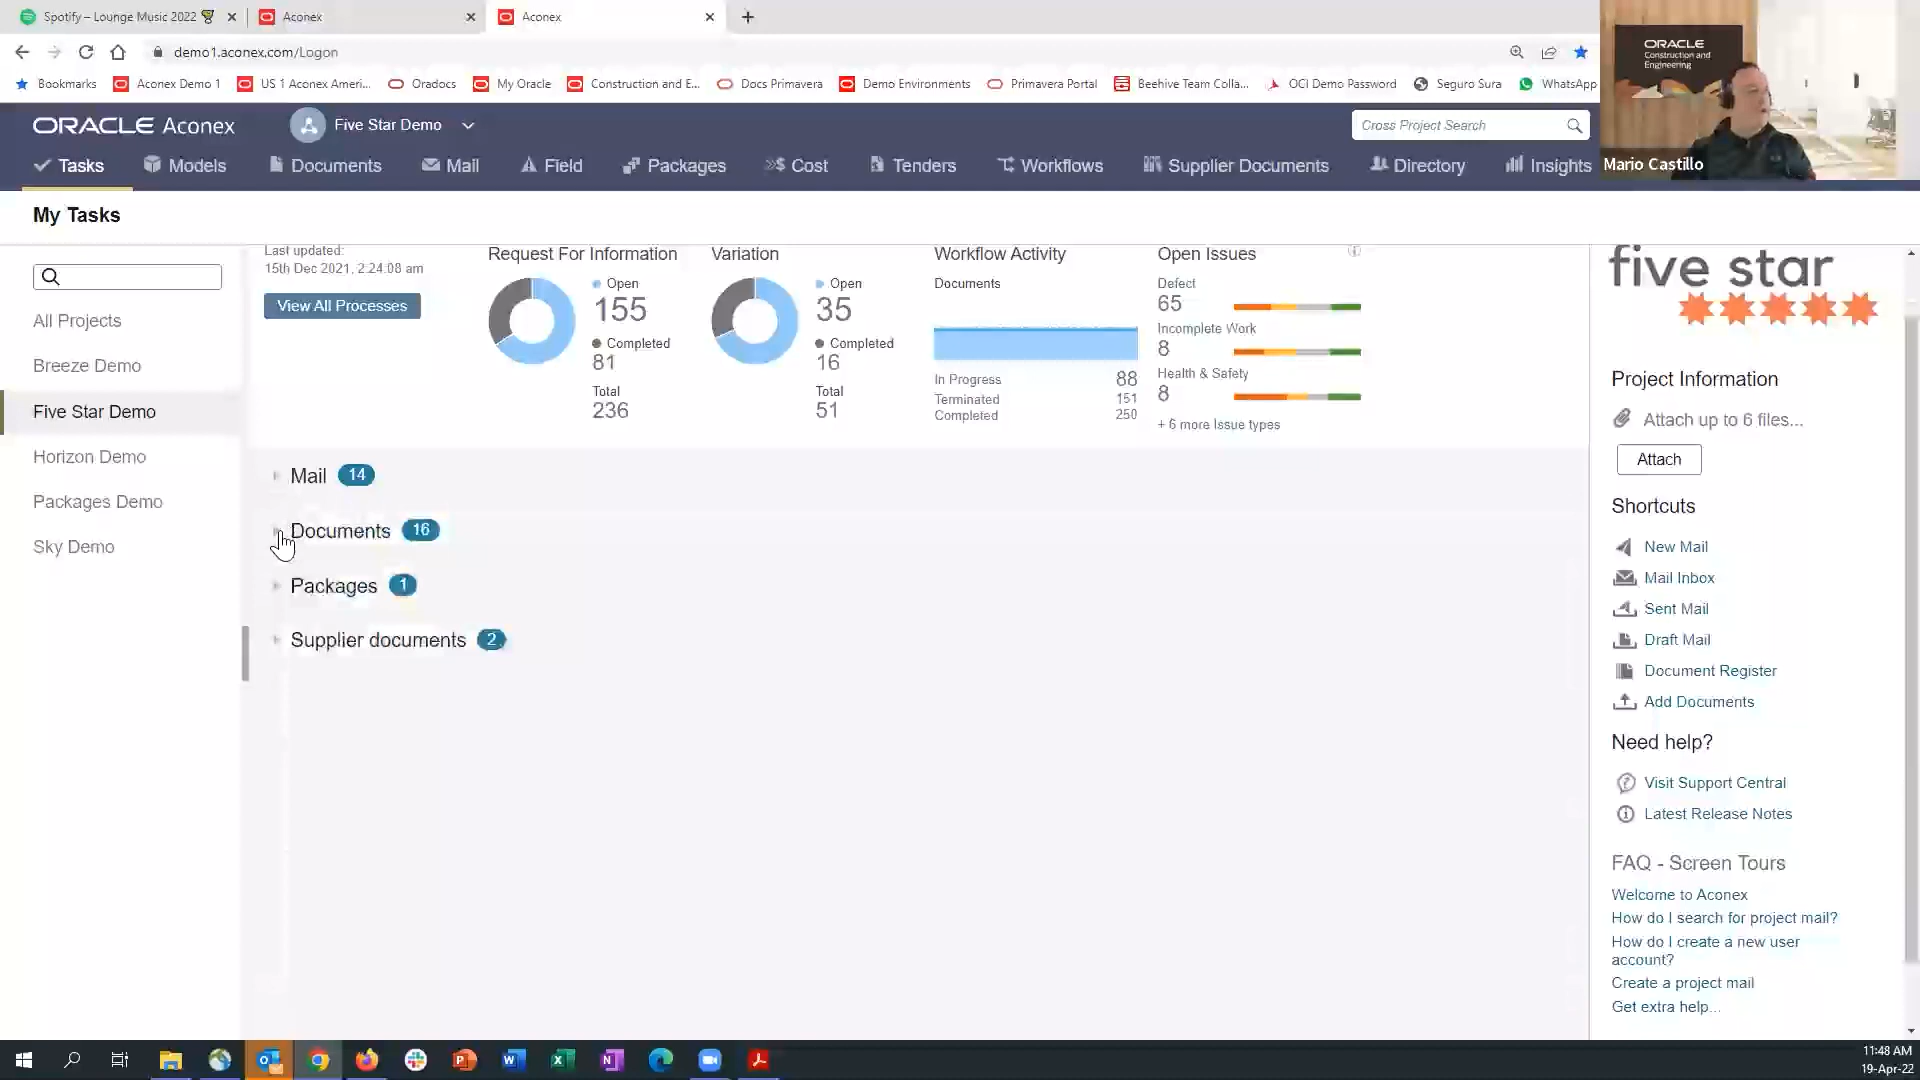 Spotify – Lounge Music 2022
Aconex
Aconex
demo1.aconex.com/Logon
Bookmarks
Aconex Demo 1
US 1 Aconex Ameri...
Oradocs
My Oracle
Construction and E...
Docs Primavera
Demo Environments
Primavera Portal
Beehive Team Colla...
OCI Demo Password
Seguro Sura
WhatsApp
ORACLE
Construction and
Engineering
Mario Castillo
ORACLE Aconex
Five Star Demo
Cross Project Search
Tasks
Models
Documents
Mail
Field
Packages
Cost
Tenders
Workflows
Supplier Documents
Directory
Insights
My Tasks
All Projects
Breeze Demo
Five Star Demo
Horizon Demo
Packages Demo
Sky Demo
Last updated:
15th Dec 2021, 2:24:08 am
View All Processes
Request For Information
Open
155
Completed
81
Total
236
Variation
Open
35
Completed
16
Total
51
Workflow Activity
Documents
In Progress 88
Terminated 151
Completed 250
Open Issues
Defect
65
Incomplete Work
8
Health & Safety
8
+ 6 more Issue types
Mail 14
Documents 16
Packages 1
Supplier documents 2
five star
Project Information
Attach up to 6 files...
Attach
Shortcuts
New Mail
Mail Inbox
Sent Mail
Draft Mail
Document Register
Add Documents
Need help?
Visit Support Central
Latest Release Notes
FAQ - Screen Tours
Welcome to Aconex
How do I search for project mail?
How do I create a new user
account?
Create a project mail
Get extra help...
11:48 AM
19-Apr-22